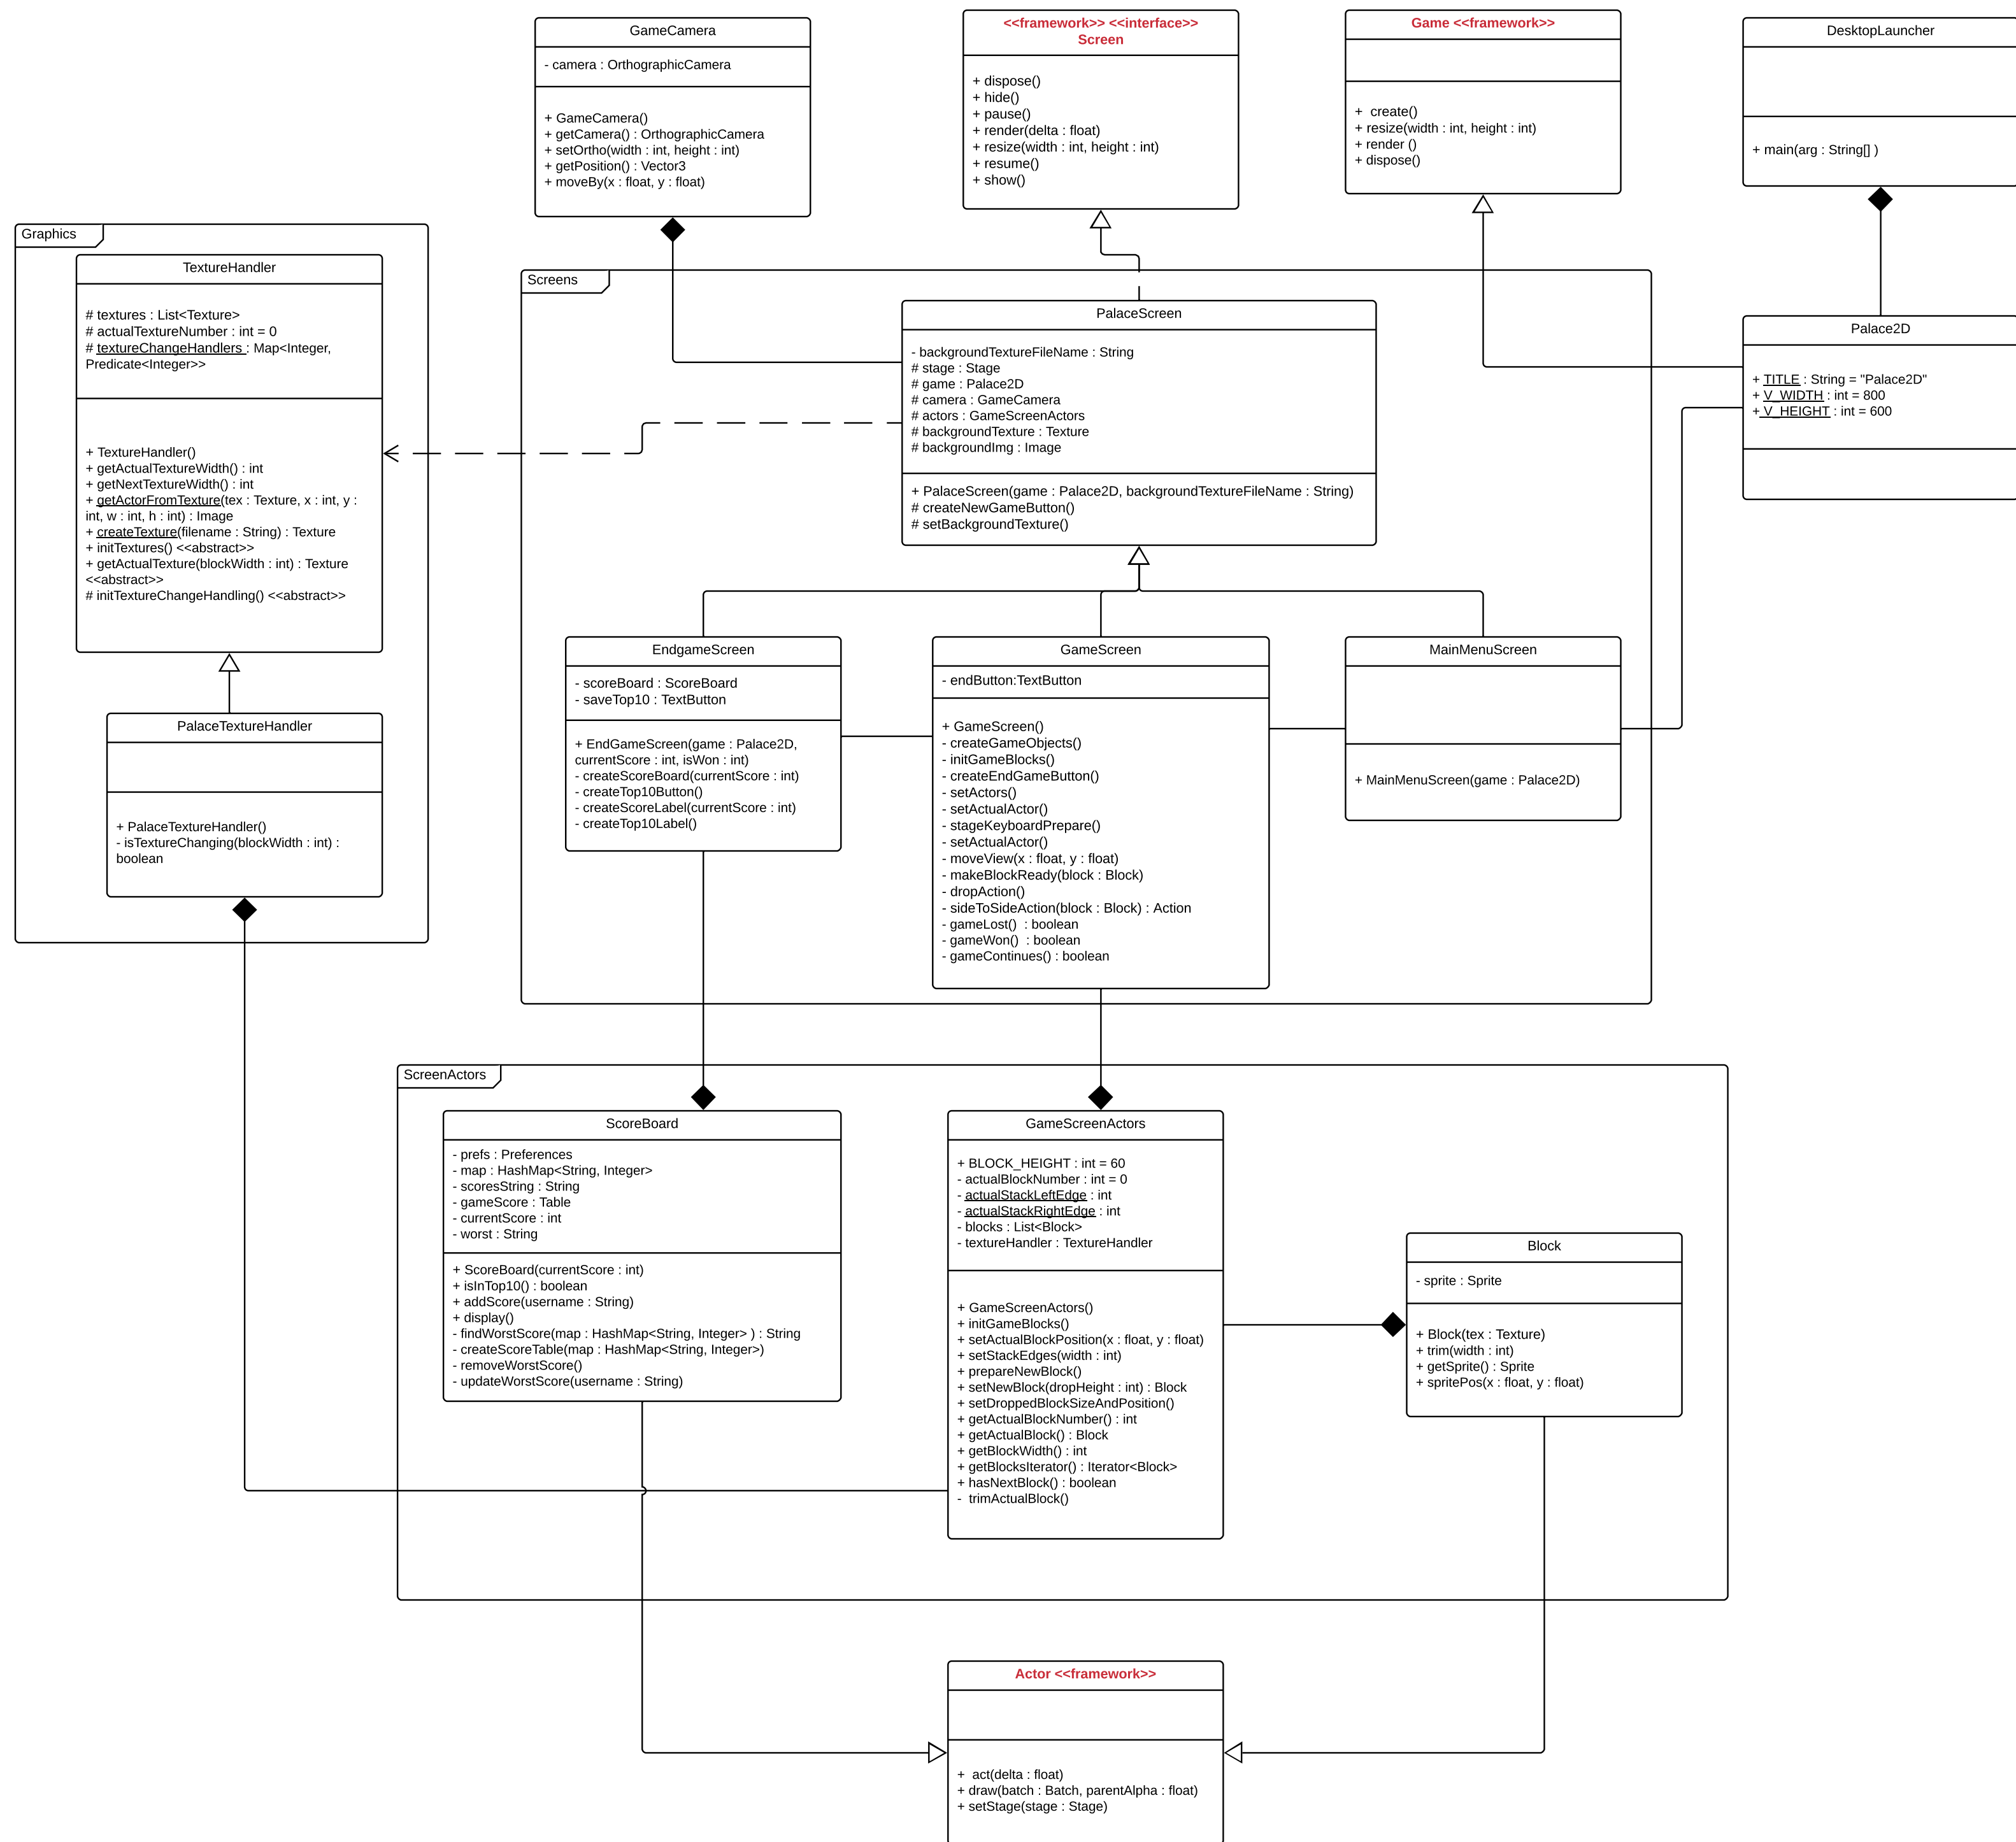 GameCamera
- camera : OrthographicCamera
+ GameCamera()
+ getCamera() : OrthographicCamera
+ setOrtho(width : int, height : int)
+ getPosition() : Vector3
+ moveBy(x : float, y : float)
<<framework>> <<interface>>
Screen
+ dispose()
+ hide()
+ pause()
+ render(delta : float)
+ resize(width : int, height : int)
+ resume()
+ show()
Game <<framework>>
+  create()
+ resize(width : int, height : int)
+ render ()
+ dispose()
DesktopLauncher
+ main(arg : String[] )
Graphics
TextureHandler
# textures : List<Texture>
# actualTextureNumber : int = 0
# textureChangeHandlers : Map<Integer,
Predicate<Integer>>
+ TextureHandler()
+ getActualTextureWidth() : int
+ getNextTextureWidth() : int
+ getActorFromTexture(tex : Texture, x : int, y :
int, w : int, h : int) : Image
+ createTexture(filename : String) : Texture
+ initTextures() <<abstract>>
+ getActualTexture(blockWidth : int) : Texture
<<abstract>>
# initTextureChangeHandling() <<abstract>>
PalaceTextureHandler
+ PalaceTextureHandler()
- isTextureChanging(blockWidth : int) :
boolean
Screens
PalaceScreen
- backgroundTextureFileName : String
# stage : Stage
# game : Palace2D
# camera : GameCamera
# actors : GameScreenActors
# backgroundTexture : Texture
# backgroundImg : Image
+ PalaceScreen(game : Palace2D, backgroundTextureFileName : String)
# createNewGameButton()
# setBackgroundTexture()
Palace2D
+ TITLE : String = "Palace2D"
+ V_WIDTH : int = 800
+ V_HEIGHT : int = 600
EndgameScreen
- scoreBoard : ScoreBoard
- saveTop10 : TextButton
+ EndGameScreen(game : Palace2D,
currentScore : int, isWon : int)
- createScoreBoard(currentScore : int)
- createTop10Button()
- createScoreLabel(currentScore : int)
- createTop10Label()
GameScreen
- endButton:TextButton
+ GameScreen()
- createGameObjects()
- initGameBlocks()
- createEndGameButton()
- setActors()
- setActualActor()
- stageKeyboardPrepare()
- setActualActor()
- moveView(x : float, y : float)
- makeBlockReady(block : Block)
- dropAction()
- sideToSideAction(block : Block) : Action
- gameLost()  : boolean
- gameWon()  : boolean
- gameContinues() : boolean
MainMenuScreen
+ MainMenuScreen(game : Palace2D)
ScreenActors
ScoreBoard
- prefs : Preferences
- map : HashMap<String, Integer>
- scoresString : String
- gameScore : Table
- currentScore : int
- worst : String
+ ScoreBoard(currentScore : int)
+ isInTop10() : boolean
+ addScore(username : String)
+ display()
- findWorstScore(map : HashMap<String, Integer> ) : String
- createScoreTable(map : HashMap<String, Integer>)
- removeWorstScore()
- updateWorstScore(username : String)
GameScreenActors
+ BLOCK_HEIGHT : int = 60
- actualBlockNumber : int = 0
- actualStackLeftEdge : int
- actualStackRightEdge : int
- blocks : List<Block>
- textureHandler : TextureHandler
+ GameScreenActors()
+ initGameBlocks()
+ setActualBlockPosition(x : float, y : float)
+ setStackEdges(width : int)
+ prepareNewBlock()
+ setNewBlock(dropHeight : int) : Block
+ setDroppedBlockSizeAndPosition()
+ getActualBlockNumber() : int
+ getActualBlock() : Block
+ getBlockWidth() : int
+ getBlocksIterator() : Iterator<Block>
+ hasNextBlock() : boolean
-  trimActualBlock()
Block
- sprite : Sprite
+ Block(tex : Texture)
+ trim(width : int)
+ getSprite() : Sprite
+ spritePos(x : float, y : float)
Actor <<framework>>
+  act(delta : float)
+ draw(batch : Batch, parentAlpha : float)
+ setStage(stage : Stage)